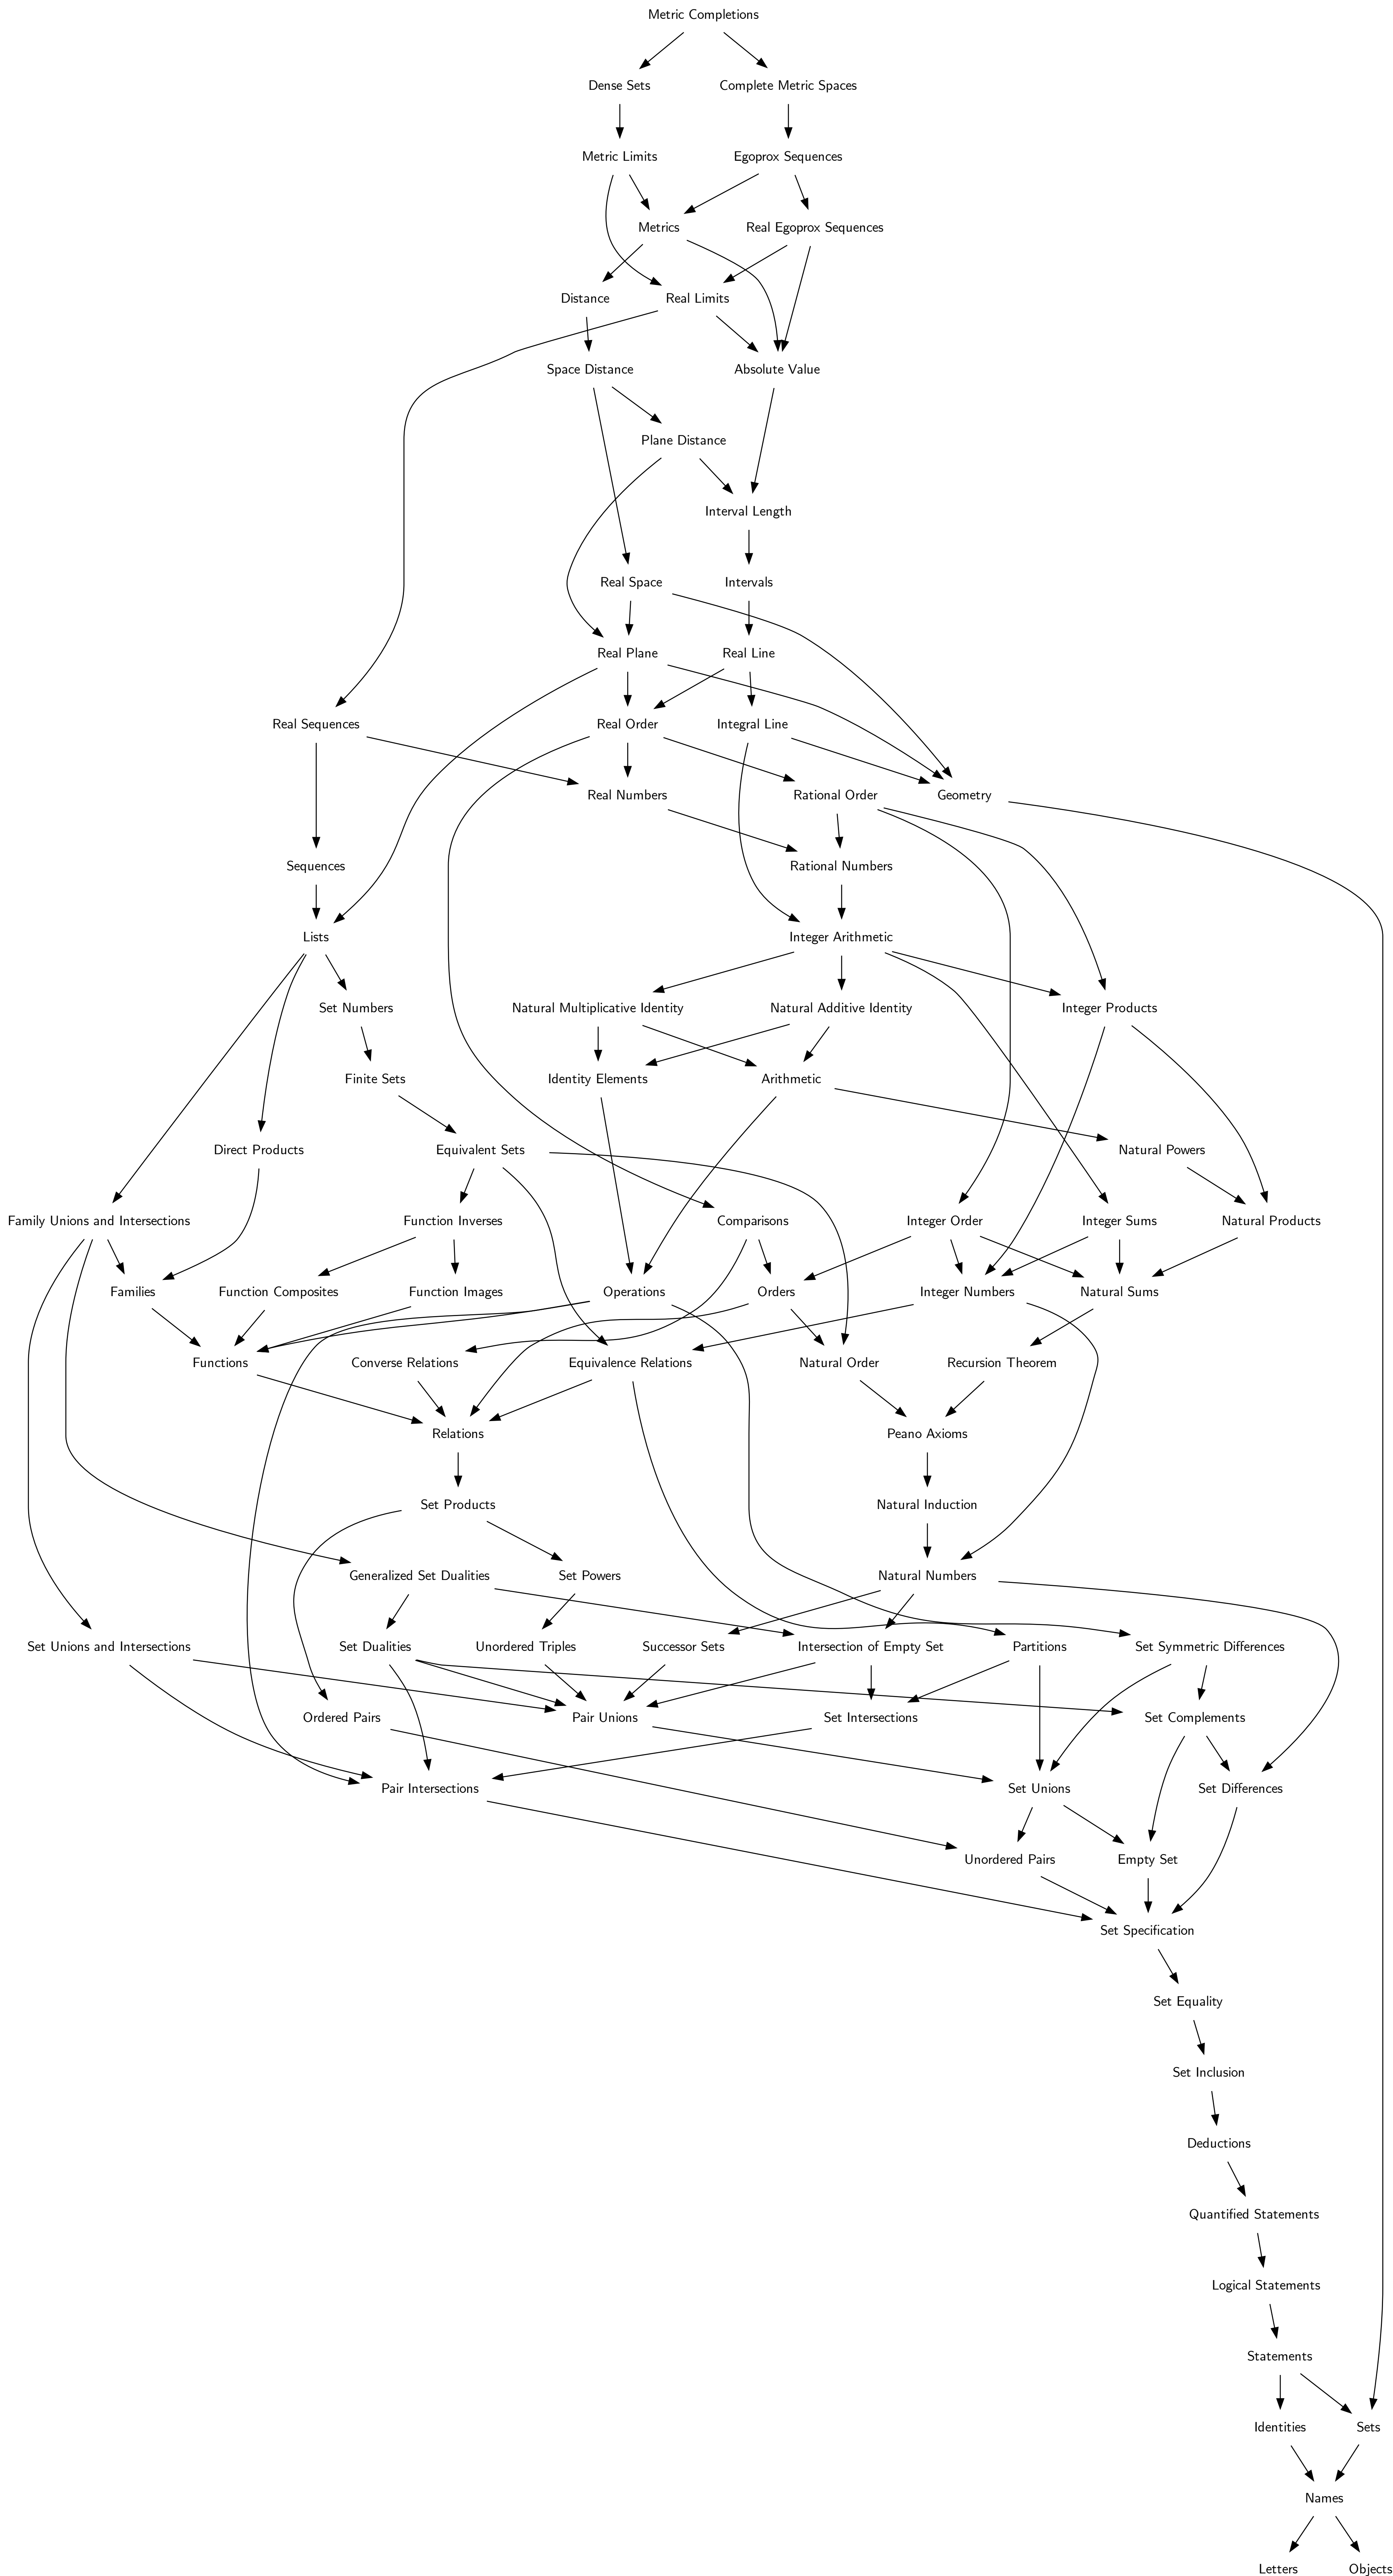 Metric Completions
Dense Sets
Complete Metric Spaces
Metric Limits
Egoprox Sequences
Metrics
Real Egoprox Sequences
Distance
Real Limits
Space Distance
Absolute Value
Plane Distance
Interval Length
Real Space
Intervals
Real Plane
Real Line
Real Sequences
Real Order
Integral Line
Real Numbers
Rational Order
Geometry
Sequences
Rational Numbers
Lists
Integer Arithmetic
Set Numbers
Natural Multiplicative Identity
Natural Additive Identity
Integer Products
Finite Sets
Identity Elements
Arithmetic
Direct Products
Equivalent Sets
Natural Powers
Family Unions and Intersections
Function Inverses
Comparisons
Integer Order
Integer Sums
Natural Products
Families
Function Composites
Function Images
Operations
Orders
Integer Numbers
Natural Sums
Functions
Converse Relations
Equivalence Relations
Natural Order
Recursion Theorem
Relations
Peano Axioms
Set Products
Natural Induction
Generalized Set Dualities
Set Powers
Natural Numbers
Set Unions and Intersections
Set Dualities
Unordered Triples
Successor Sets
Intersection of Empty Set
Partitions
Set Symmetric Differences
Ordered Pairs
Pair Unions
Set Intersections
Set Complements
Pair Intersections
Set Unions
Set Differences
Unordered Pairs
Empty Set
Set Specification
Set Equality
Set Inclusion
Deductions
Quantified Statements
Logical Statements
Statements
Identities
Sets
Names
Letters
Objects